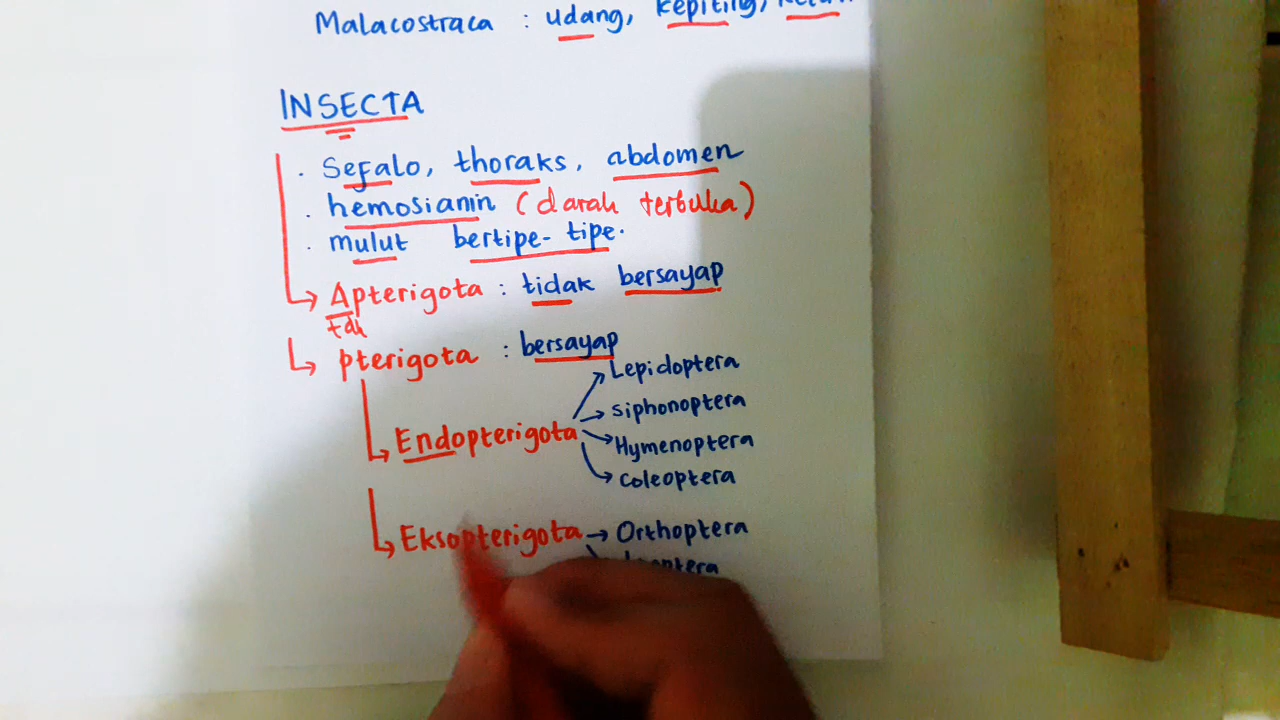 Malacostraca : udang, kepiting,
INSECTA
· Sefalo, thoraks, abdomen
· hemosianin (darah terbuka)
· mulut bertipe-tipe.
Apterigota : tidak bersayap
tdk
pterigota : bersayap
Lepidoptera
siphonoptera
Endopterigota
Hymenoptera
coleoptera
Eksopterigota → Orthoptera